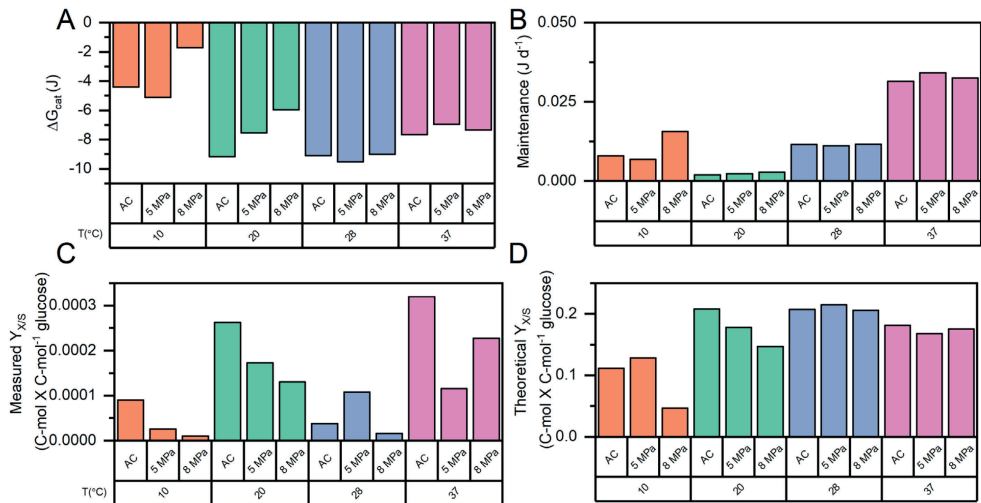 A
ΔG_cat (J)
0
-2
-4
-6
-8
-10
AC 5 MPa 8 MPa AC 5 MPa 8 MPa AC 5 MPa 8 MPa AC 5 MPa 8 MPa
T(°C) 10 20 28 37
B
Maintenance (J d⁻¹)
0.050
0.025
0.000
AC 5 MPa 8 MPa AC 5 MPa 8 MPa AC 5 MPa 8 MPa AC 5 MPa 8 MPa
10 20 28 37
C
Measured Y_X/S
(C-mol X C-mol⁻¹ glucose)
0.0003
0.0002
0.0001
0.0000
AC 5 MPa 8 MPa AC 5 MPa 8 MPa AC 5 MPa 8 MPa AC 5 MPa 8 MPa
T(°C) 10 20 28 37
D
Theoretical Y_X/S
(C-mol X C-mol⁻¹ glucose)
0.2
0.1
0.0
AC 5 MPa 8 MPa AC 5 MPa 8 MPa AC 5 MPa 8 MPa AC 5 MPa 8 MPa
10 20 28 37